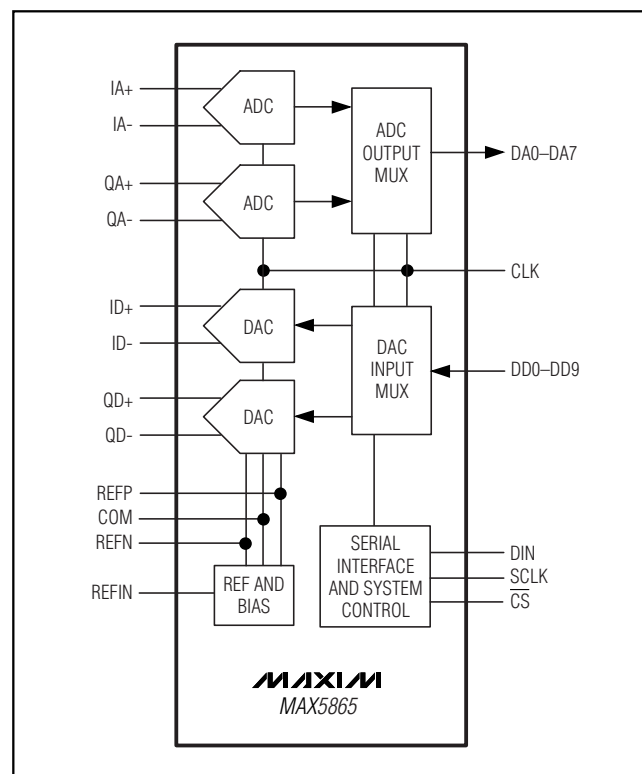 IA+
IA-
ADC
QA+
QA-
ADC
ADC
OUTPUT
MUX
DA0–DA7
CLK
ID+
ID-
DAC
QD+
QD-
DAC
DAC
INPUT
MUX
DD0–DD9
REFP
COM
REFN
REFIN
REF AND
BIAS
SERIAL
INTERFACE
AND SYSTEM
CONTROL
DIN
SCLK
C̅S̅
MAXIM
MAX5865